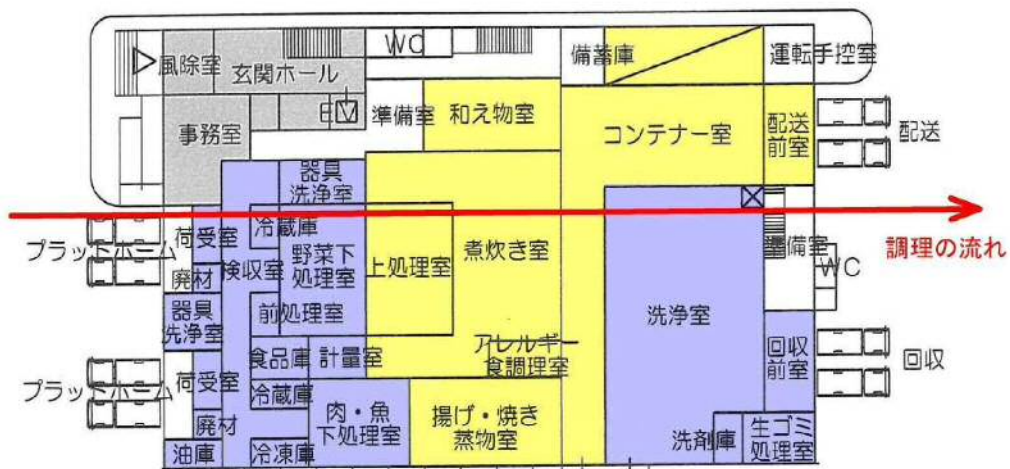 風除室
玄関ホール
WC
備蓄庫
運転手控室
事務室
EV
準備室
和え物室
コンテナー室
配送
前室
配送
器具
洗浄室
プラットホーム
荷受室
冷蔵庫
検収室
野菜下
処理室
上処理室
煮炊き室
準備室
調理の流れ
WC
廃材
器具
洗浄室
前処理室
洗浄室
食品庫
計量室
アレルギー
食調理室
回収
前室
回収
プラットホーム
荷受室
冷蔵庫
肉・魚
下処理室
揚げ・焼き
蒸物室
廃材
油庫
冷凍庫
洗剤庫
生ゴミ
処理室